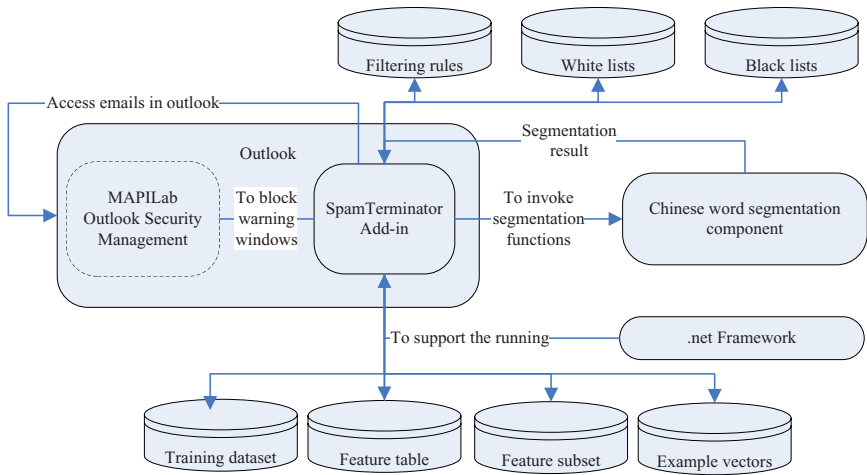 Filtering rules
White lists
Black lists
Access emails in outlook
Segmentation
result
Outlook
MAPILab
Outlook Security
Management
To block
warning
windows
SpamTerminator
Add-in
To invoke
segmentation
functions
Chinese word segmentation
component
To support the running
.net Framework
Training dataset
Feature table
Feature subset
Example vectors